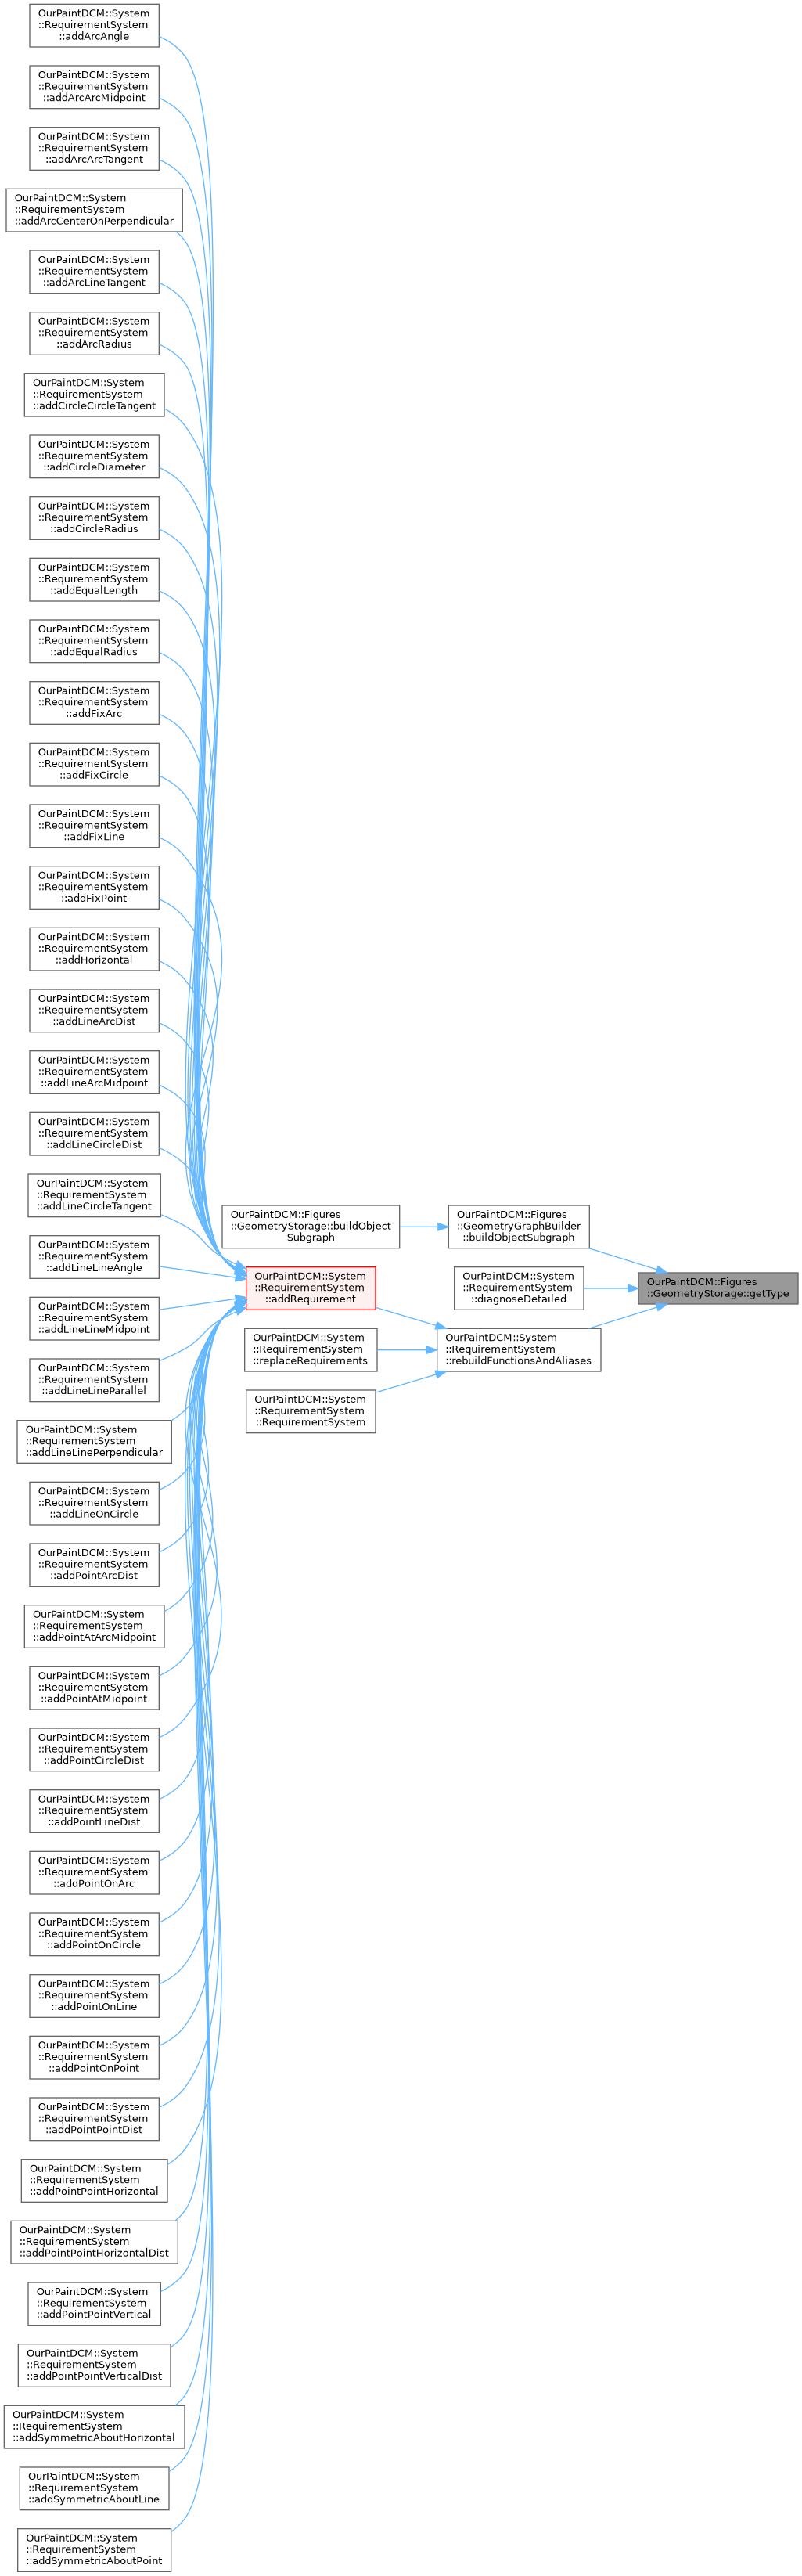 OurPaintDCM::System
::RequirementSystem
::addArcAngle
OurPaintDCM::System
::RequirementSystem
::addArcArcMidpoint
OurPaintDCM::System
::RequirementSystem
::addArcArcTangent
OurPaintDCM::System
::RequirementSystem
::addArcCenterOnPerpendicular
OurPaintDCM::System
::RequirementSystem
::addArcLineTangent
OurPaintDCM::System
::RequirementSystem
::addArcRadius
OurPaintDCM::System
::RequirementSystem
::addCircleCircleTangent
OurPaintDCM::System
::RequirementSystem
::addCircleDiameter
OurPaintDCM::System
::RequirementSystem
::addCircleRadius
OurPaintDCM::System
::RequirementSystem
::addEqualLength
OurPaintDCM::System
::RequirementSystem
::addEqualRadius
OurPaintDCM::System
::RequirementSystem
::addFixArc
OurPaintDCM::System
::RequirementSystem
::addFixCircle
OurPaintDCM::System
::RequirementSystem
::addFixLine
OurPaintDCM::System
::RequirementSystem
::addFixPoint
OurPaintDCM::System
::RequirementSystem
::addHorizontal
OurPaintDCM::System
::RequirementSystem
::addLineArcDist
OurPaintDCM::System
::RequirementSystem
::addLineArcMidpoint
OurPaintDCM::System
::RequirementSystem
::addLineCircleDist
OurPaintDCM::System
::RequirementSystem
::addLineCircleTangent
OurPaintDCM::System
::RequirementSystem
::addLineLineAngle
OurPaintDCM::System
::RequirementSystem
::addLineLineMidpoint
OurPaintDCM::System
::RequirementSystem
::addLineLineParallel
OurPaintDCM::System
::RequirementSystem
::addLineLinePerpendicular
OurPaintDCM::System
::RequirementSystem
::addLineOnCircle
OurPaintDCM::System
::RequirementSystem
::addPointArcDist
OurPaintDCM::System
::RequirementSystem
::addPointAtArcMidpoint
OurPaintDCM::System
::RequirementSystem
::addPointAtMidpoint
OurPaintDCM::System
::RequirementSystem
::addPointCircleDist
OurPaintDCM::System
::RequirementSystem
::addPointLineDist
OurPaintDCM::System
::RequirementSystem
::addPointOnArc
OurPaintDCM::System
::RequirementSystem
::addPointOnCircle
OurPaintDCM::System
::RequirementSystem
::addPointOnLine
OurPaintDCM::System
::RequirementSystem
::addPointOnPoint
OurPaintDCM::System
::RequirementSystem
::addPointPointDist
OurPaintDCM::System
::RequirementSystem
::addPointPointHorizontal
OurPaintDCM::System
::RequirementSystem
::addPointPointHorizontalDist
OurPaintDCM::System
::RequirementSystem
::addPointPointVertical
OurPaintDCM::System
::RequirementSystem
::addPointPointVerticalDist
OurPaintDCM::System
::RequirementSystem
::addSymmetricAboutHorizontal
OurPaintDCM::System
::RequirementSystem
::addSymmetricAboutLine
OurPaintDCM::System
::RequirementSystem
::addSymmetricAboutPoint
OurPaintDCM::Figures
::GeometryStorage::buildObject
Subgraph
OurPaintDCM::System
::RequirementSystem
::addRequirement
OurPaintDCM::System
::RequirementSystem
::replaceRequirements
OurPaintDCM::System
::RequirementSystem
::RequirementSystem
OurPaintDCM::Figures
::GeometryGraphBuilder
::buildObjectSubgraph
OurPaintDCM::System
::RequirementSystem
::diagnoseDetailed
OurPaintDCM::System
::RequirementSystem
::rebuildFunctionsAndAliases
OurPaintDCM::Figures
::GeometryStorage::getType